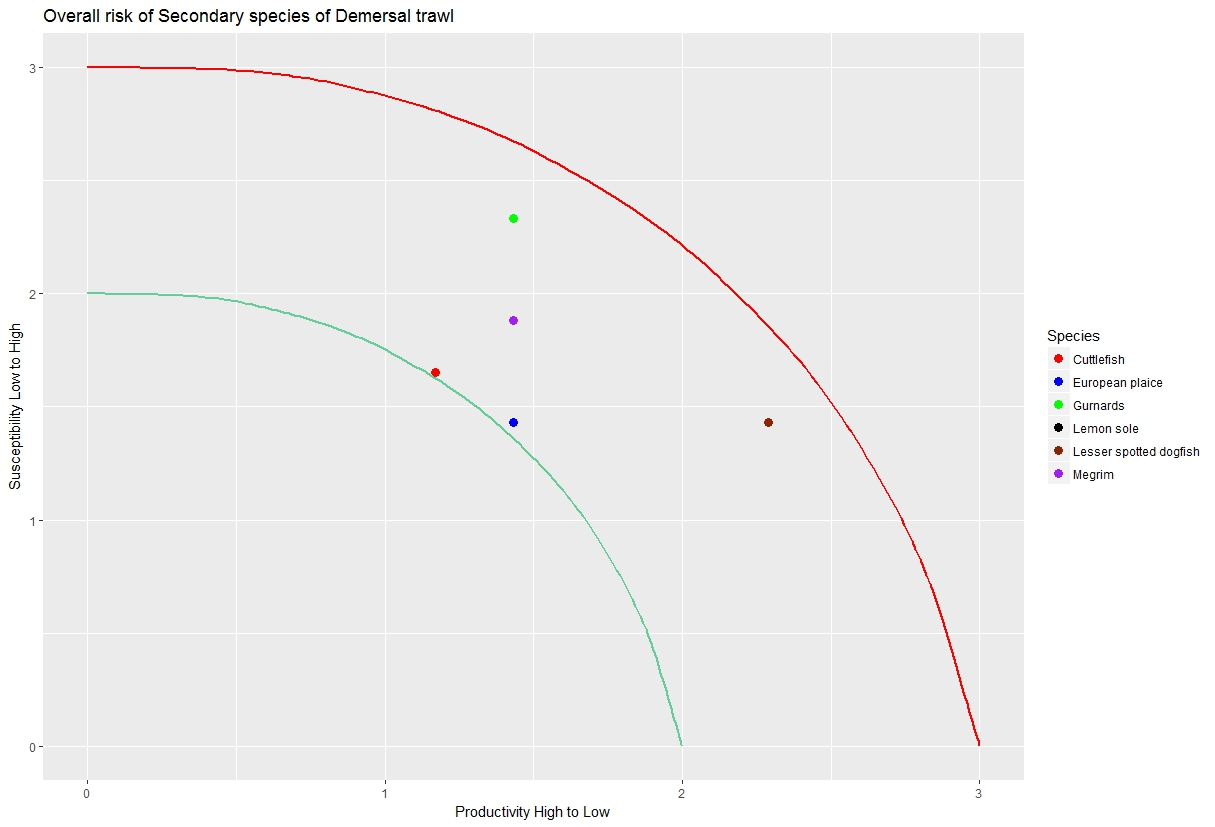 Overall risk of Secondary species of Demersal trawl
3
2
1
0
Susceptibility Low to High
0 1 2 3
Productivity High to Low
Species
Cuttlefish
European plaice
Gurnards
Lemon sole
Lesser spotted dogfish
Megrim